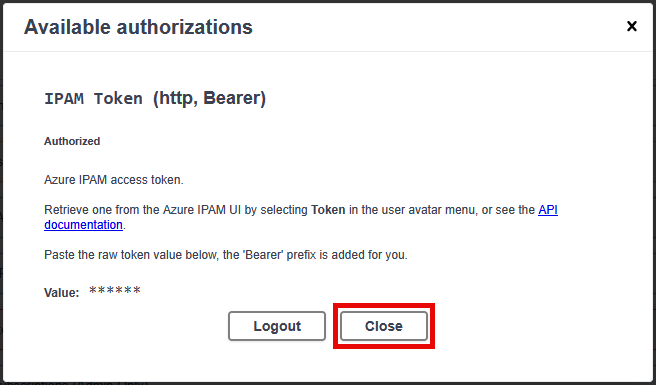 Available authorizations
IPAM Token (http, Bearer)
Authorized
Azure IPAM access token.
Retrieve one from the Azure IPAM UI by selecting Token in the user avatar menu, or see the API
documentation.
Paste the raw token value below, the 'Bearer' prefix is added for you.
Value: ******
Logout Close